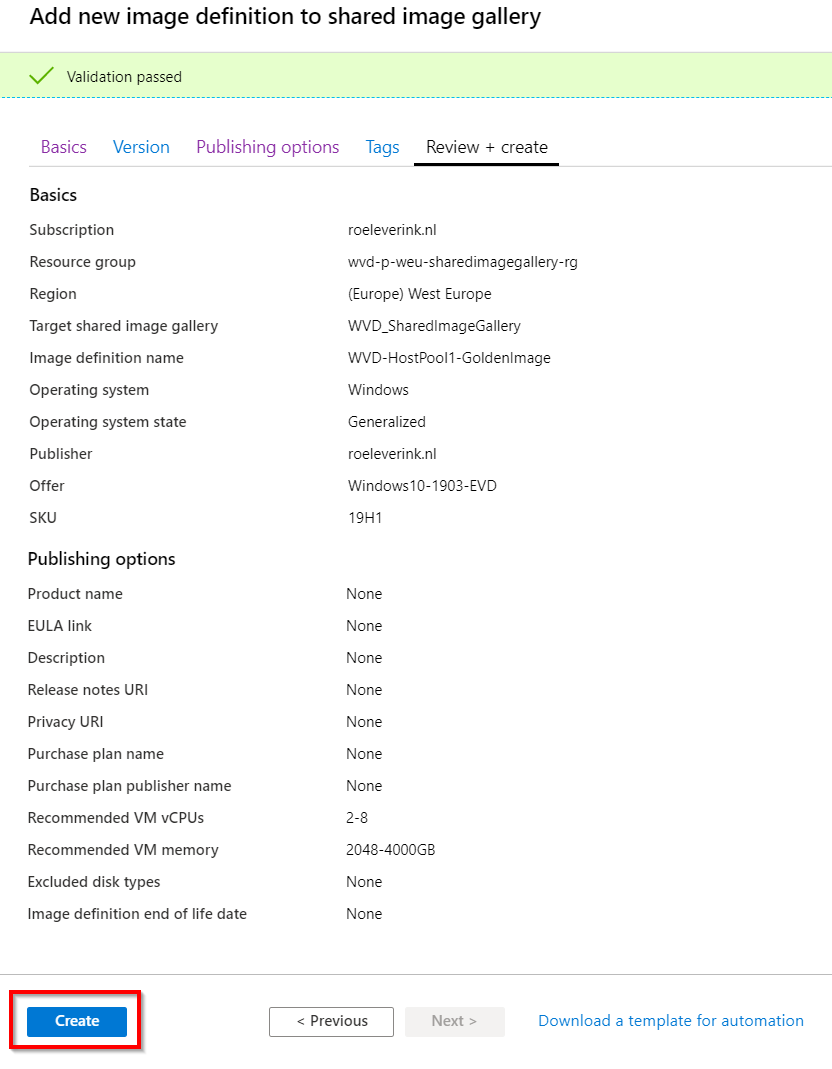 Add new image definition to shared image gallery
Validation passed
Basics Version Publishing options Tags Review + create
Basics
Subscription roeleverink.nl
Resource group wvd-p-weu-sharedimagegallery-rg
Region (Europe) West Europe
Target shared image gallery WVD_SharedImageGallery
Image definition name WVD-HostPool1-GoldenImage
Operating system Windows
Operating system state Generalized
Publisher roeleverink.nl
Offer Windows10-1903-EVD
SKU 19H1
Publishing options
Product name None
EULA link None
Description None
Release notes URI None
Privacy URI None
Purchase plan name None
Purchase plan publisher name None
Recommended VM vCPUs 2-8
Recommended VM memory 2048-4000GB
Excluded disk types None
Image definition end of life date None
Create < Previous Next > Download a template for automation